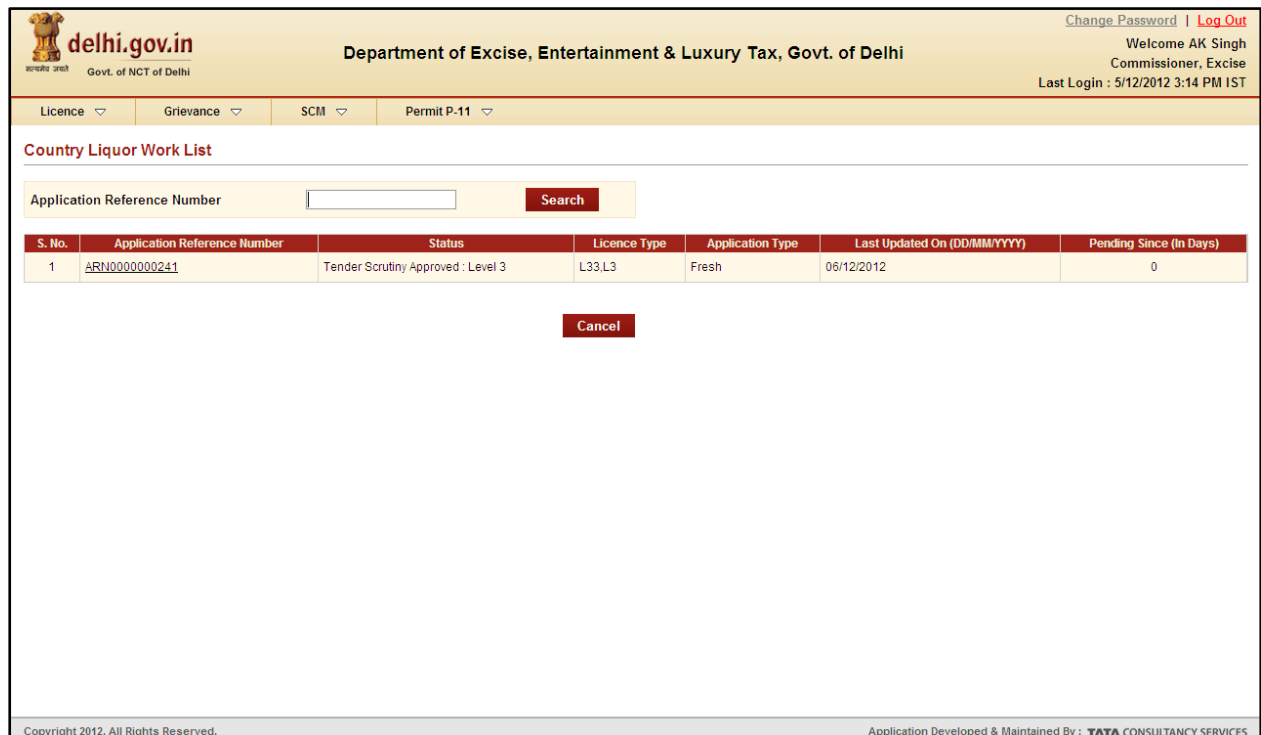 Change Password | Log Out
delhi.gov.in
Govt. of NCT of Delhi
सत्यमेव जयते
Department of Excise, Entertainment & Luxury Tax, Govt. of Delhi
Welcome AK Singh
Commissioner, Excise
Last Login : 5/12/2012 3:14 PM IST
Licence Grievance SCM Permit P-11
Country Liquor Work List
Application Reference Number Search
S. No. Application Reference Number Status Licence Type Application Type Last Updated On (DD/MM/YYYY) Pending Since (In Days)
1 ARN0000000241 Tender Scrutiny Approved : Level 3 L33,L3 Fresh 06/12/2012 0
Cancel
Copyright 2012. All Rights Reserved. Application Developed & Maintained By : TATA CONSULTANCY SERVICES